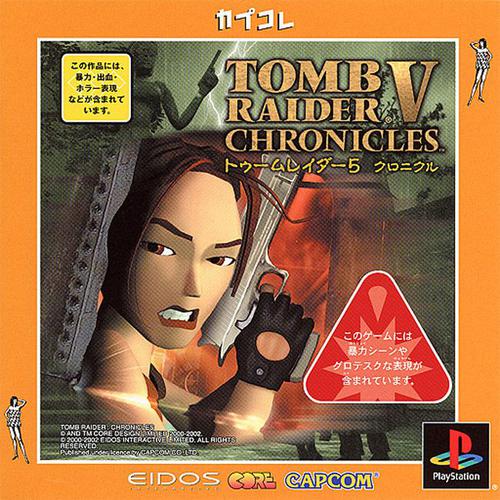 カプコレ
この作品には、
暴力・出血・
ホラー表現
などが含まれて
います。
TOMB
RAIDER V
CHRONICLES
トゥームレイダー5 クロニクル
このゲームには
暴力シーンや
グロテスクな表現が
含まれています。
TOMB RAIDER : CHRONICLES
© AND TM CORE DESIGN LIMITED 2000-2002.
© 2000-2002 EIDOS INTERACTIVE LIMITED. ALL RIGHTS
RESERVED.
Published under licence by CAPCOM CO., LTD.
EIDOS CORE CAPCOM
PlayStation